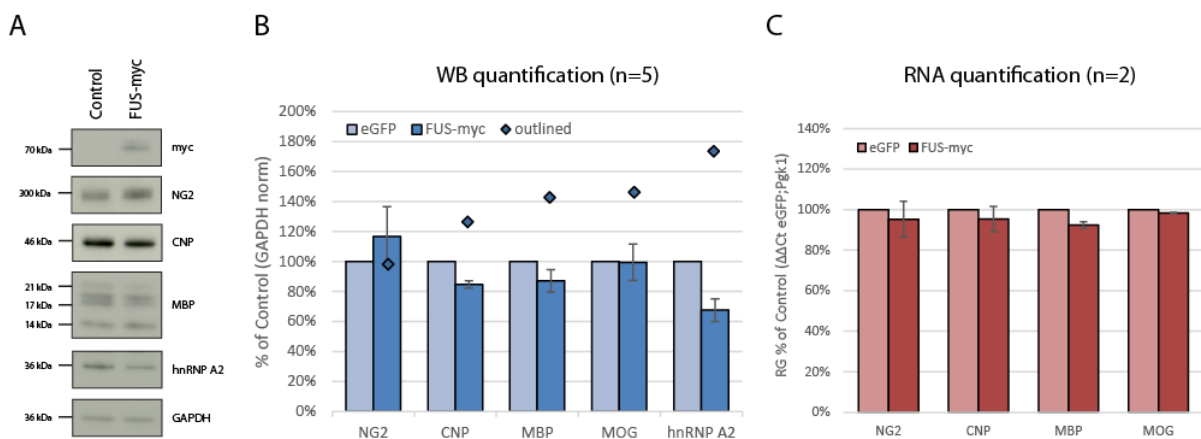 A
Control
FUS-myc
70 kDa
myc
300 kDa
NG2
46 kDa
CNP
21 kDa
17 kDa
14 kDa
MBP
36 kDa
hnRNP A2
36 kDa
GAPDH
B
WB quantification (n=5)
% of Control (GAPDH norm)
200%
180%
160%
140%
120%
100%
80%
60%
40%
20%
0%
eGFP FUS-myc outlined
NG2 CNP MBP MOG hnRNP A2
C
RNA quantification (n=2)
RG % of Control (ΔΔCt eGFP;Pgk1)
140%
120%
100%
80%
60%
40%
20%
0%
eGFP FUS-myc
NG2 CNP MBP MOG